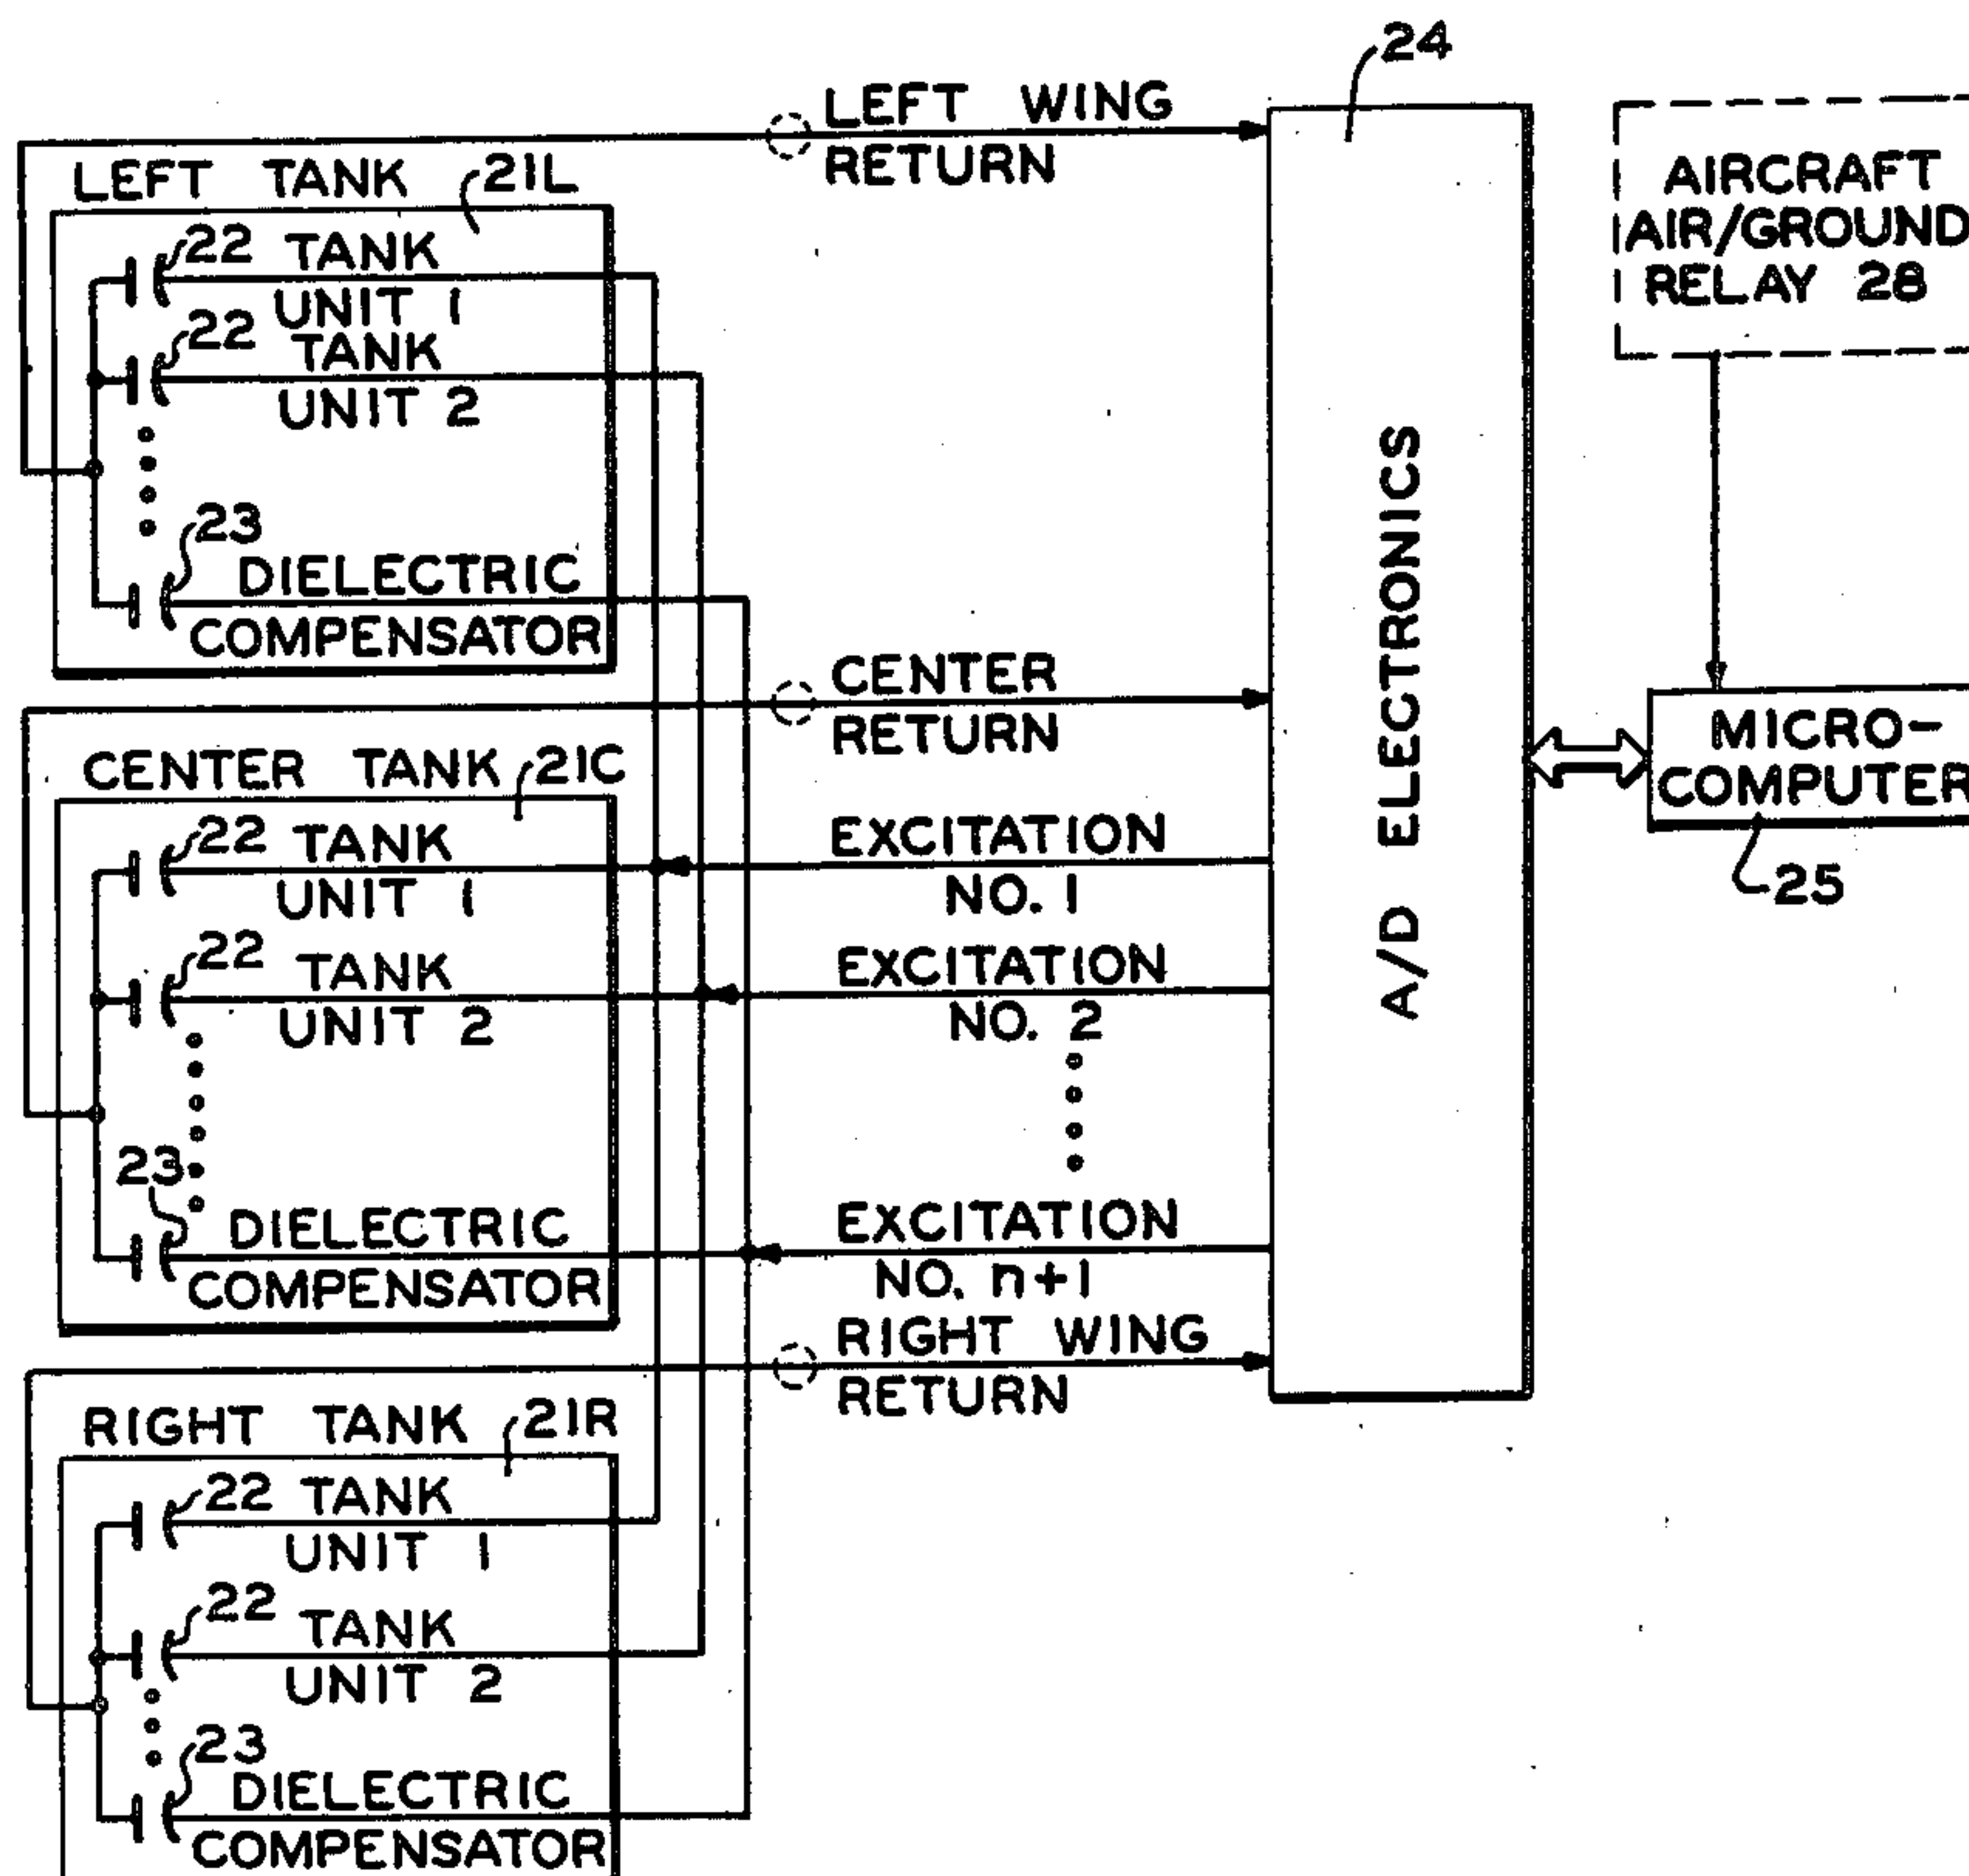 24
LEFT WING
RETURN
LEFT TANK 21L
22 TANK
UNIT 1
22 TANK
UNIT 2
23
DIELECTRIC
COMPENSATOR
AIRCRAFT
AIR/GROUND
RELAY 28
A/D ELECTRONICS
MICRO-
COMPUTER
25
CENTER
RETURN
CENTER TANK 21C
22 TANK
UNIT 1
22 TANK
UNIT 2
23
DIELECTRIC
COMPENSATOR
EXCITATION
NO. 1
EXCITATION
NO. 2
EXCITATION
NO. n+1
RIGHT WING
RETURN
RIGHT TANK 21R
22 TANK
UNIT 1
22 TANK
UNIT 2
23
DIELECTRIC
COMPENSATOR